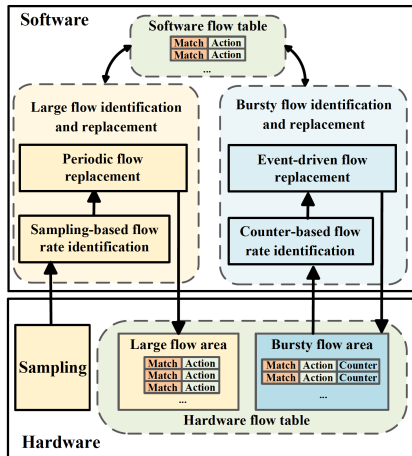 Software
Software flow table
Match Action
Match Action
...
Large flow identification
and replacement
Periodic flow
replacement
Sampling-based flow
rate identification
Bursty flow identification
and replacement
Event-driven flow
replacement
Counter-based flow
rate identification
Sampling
Large flow area
Match Action
Match Action
Match Action
...
Bursty flow area
Match Action Counter
Match Action Counter
...
Hardware flow table
Hardware